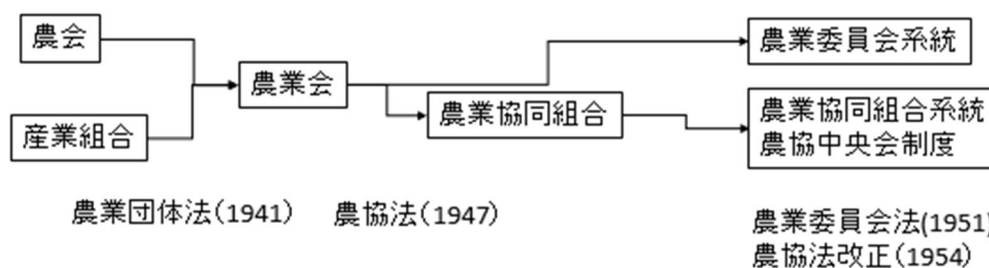 農会
産業組合
農業会
農業協同組合
農業委員会系統
農業協同組合系統
農協中央会制度
農業団体法(1941)
農協法(1947)
農業委員会法(1951)
農協法改正(1954)